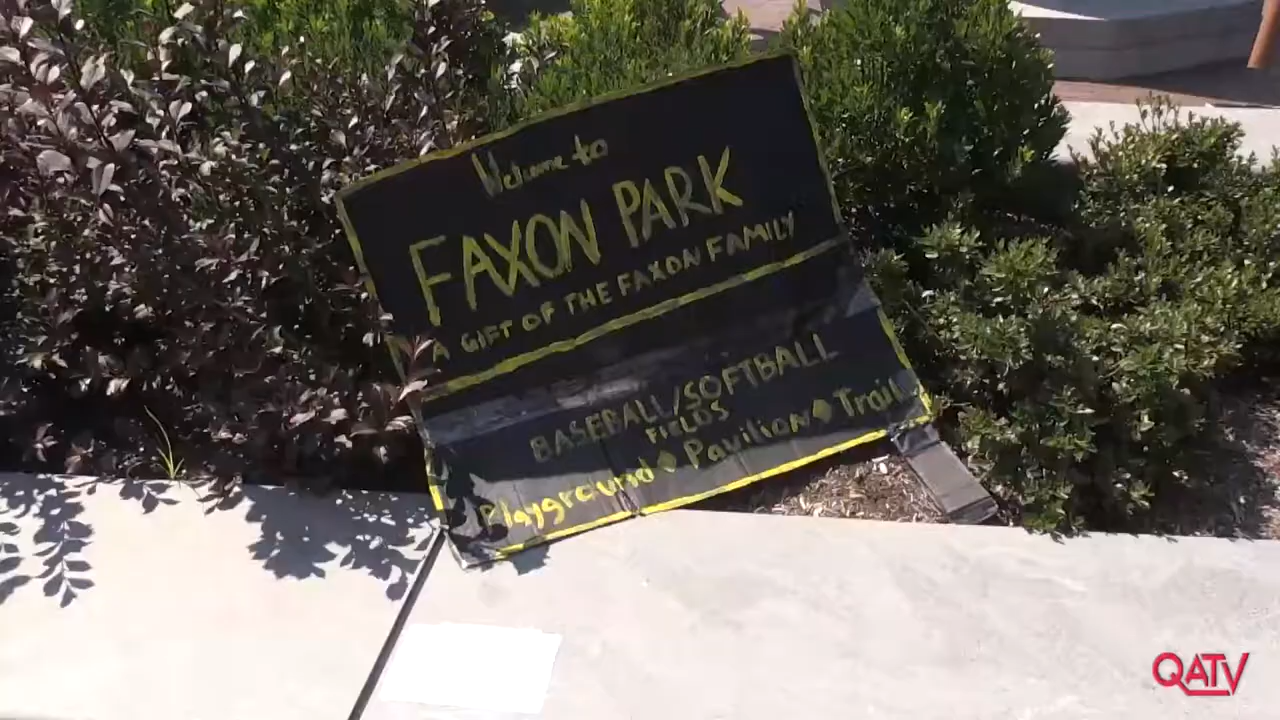 Welcome to
FAXON PARK
A GIFT OF THE FAXON FAMILY
BASEBALL/SOFTBALL
FIELDS
Playground ◆ Pavilion ◆ Trail
QATV